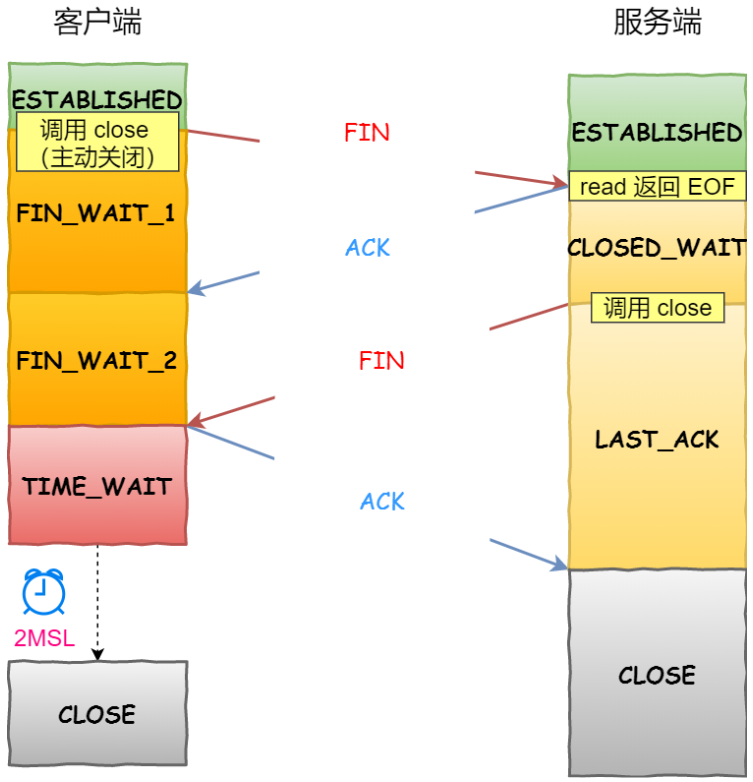 客户端
服务端
ESTABLISHED
调用 close
（主动关闭）
FIN
ESTABLISHED
read 返回 EOF
FIN_WAIT_1
ACK
CLOSED_WAIT
调用 close
FIN_WAIT_2
FIN
LAST_ACK
TIME_WAIT
ACK
2MSL
CLOSE
CLOSE